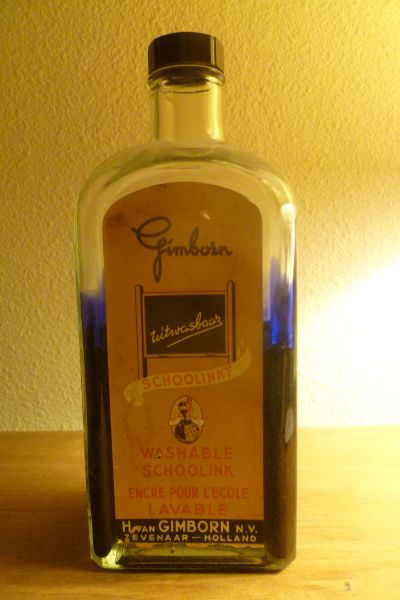 Gimborn
Uitwasbaar
SCHOOLINKT
WASHABLE
SCHOOLINK
ENCRE POUR L'ECOLE
LAVABLE
H. VAN GIMBORN N.V.
ZEVENAAR — HOLLAND